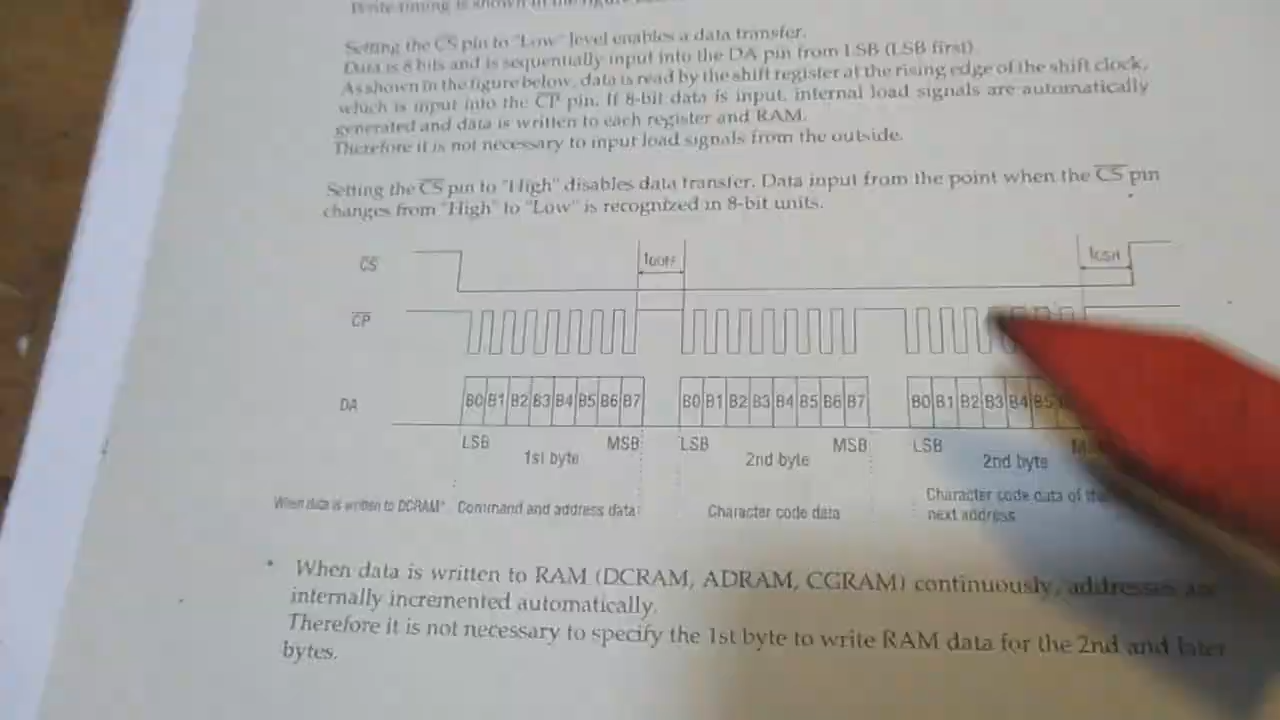 Write timing is shown in the figure
Setting the CS pin to "Low" level enables a data transfer.
Data is 8 bits and is sequentially input into the DA pin from LSB (LSB first).
As shown in the figure below, data is read by the shift register at the rising edge of the shift clock,
which is input into the CP pin. If 8-bit data is input, internal load signals are automatically
generated and data is written to each register and RAM.
Therefore it is not necessary to input load signals from the outside.
Setting the CS pin to "High" disables data transfer. Data input from the point when the CS pin
changes from "High" to "Low" is recognized in 8-bit units.
CS tDOFF tCSH
CP
DA B0 B1 B2 B3 B4 B5 B6 B7 B0 B1 B2 B3 B4 B5 B6 B7 B0 B1 B2 B3 B4 B5
LSB MSB LSB MSB LSB
1st byte 2nd byte 2nd byte
When data is written to DCRAM* Command and address data Character code data Character code data of
next address
* When data is written to RAM (DCRAM, ADRAM, CGRAM) continuously, addresses are
internally incremented automatically.
Therefore it is not necessary to specify the 1st byte to write RAM data for the 2nd and later
bytes.